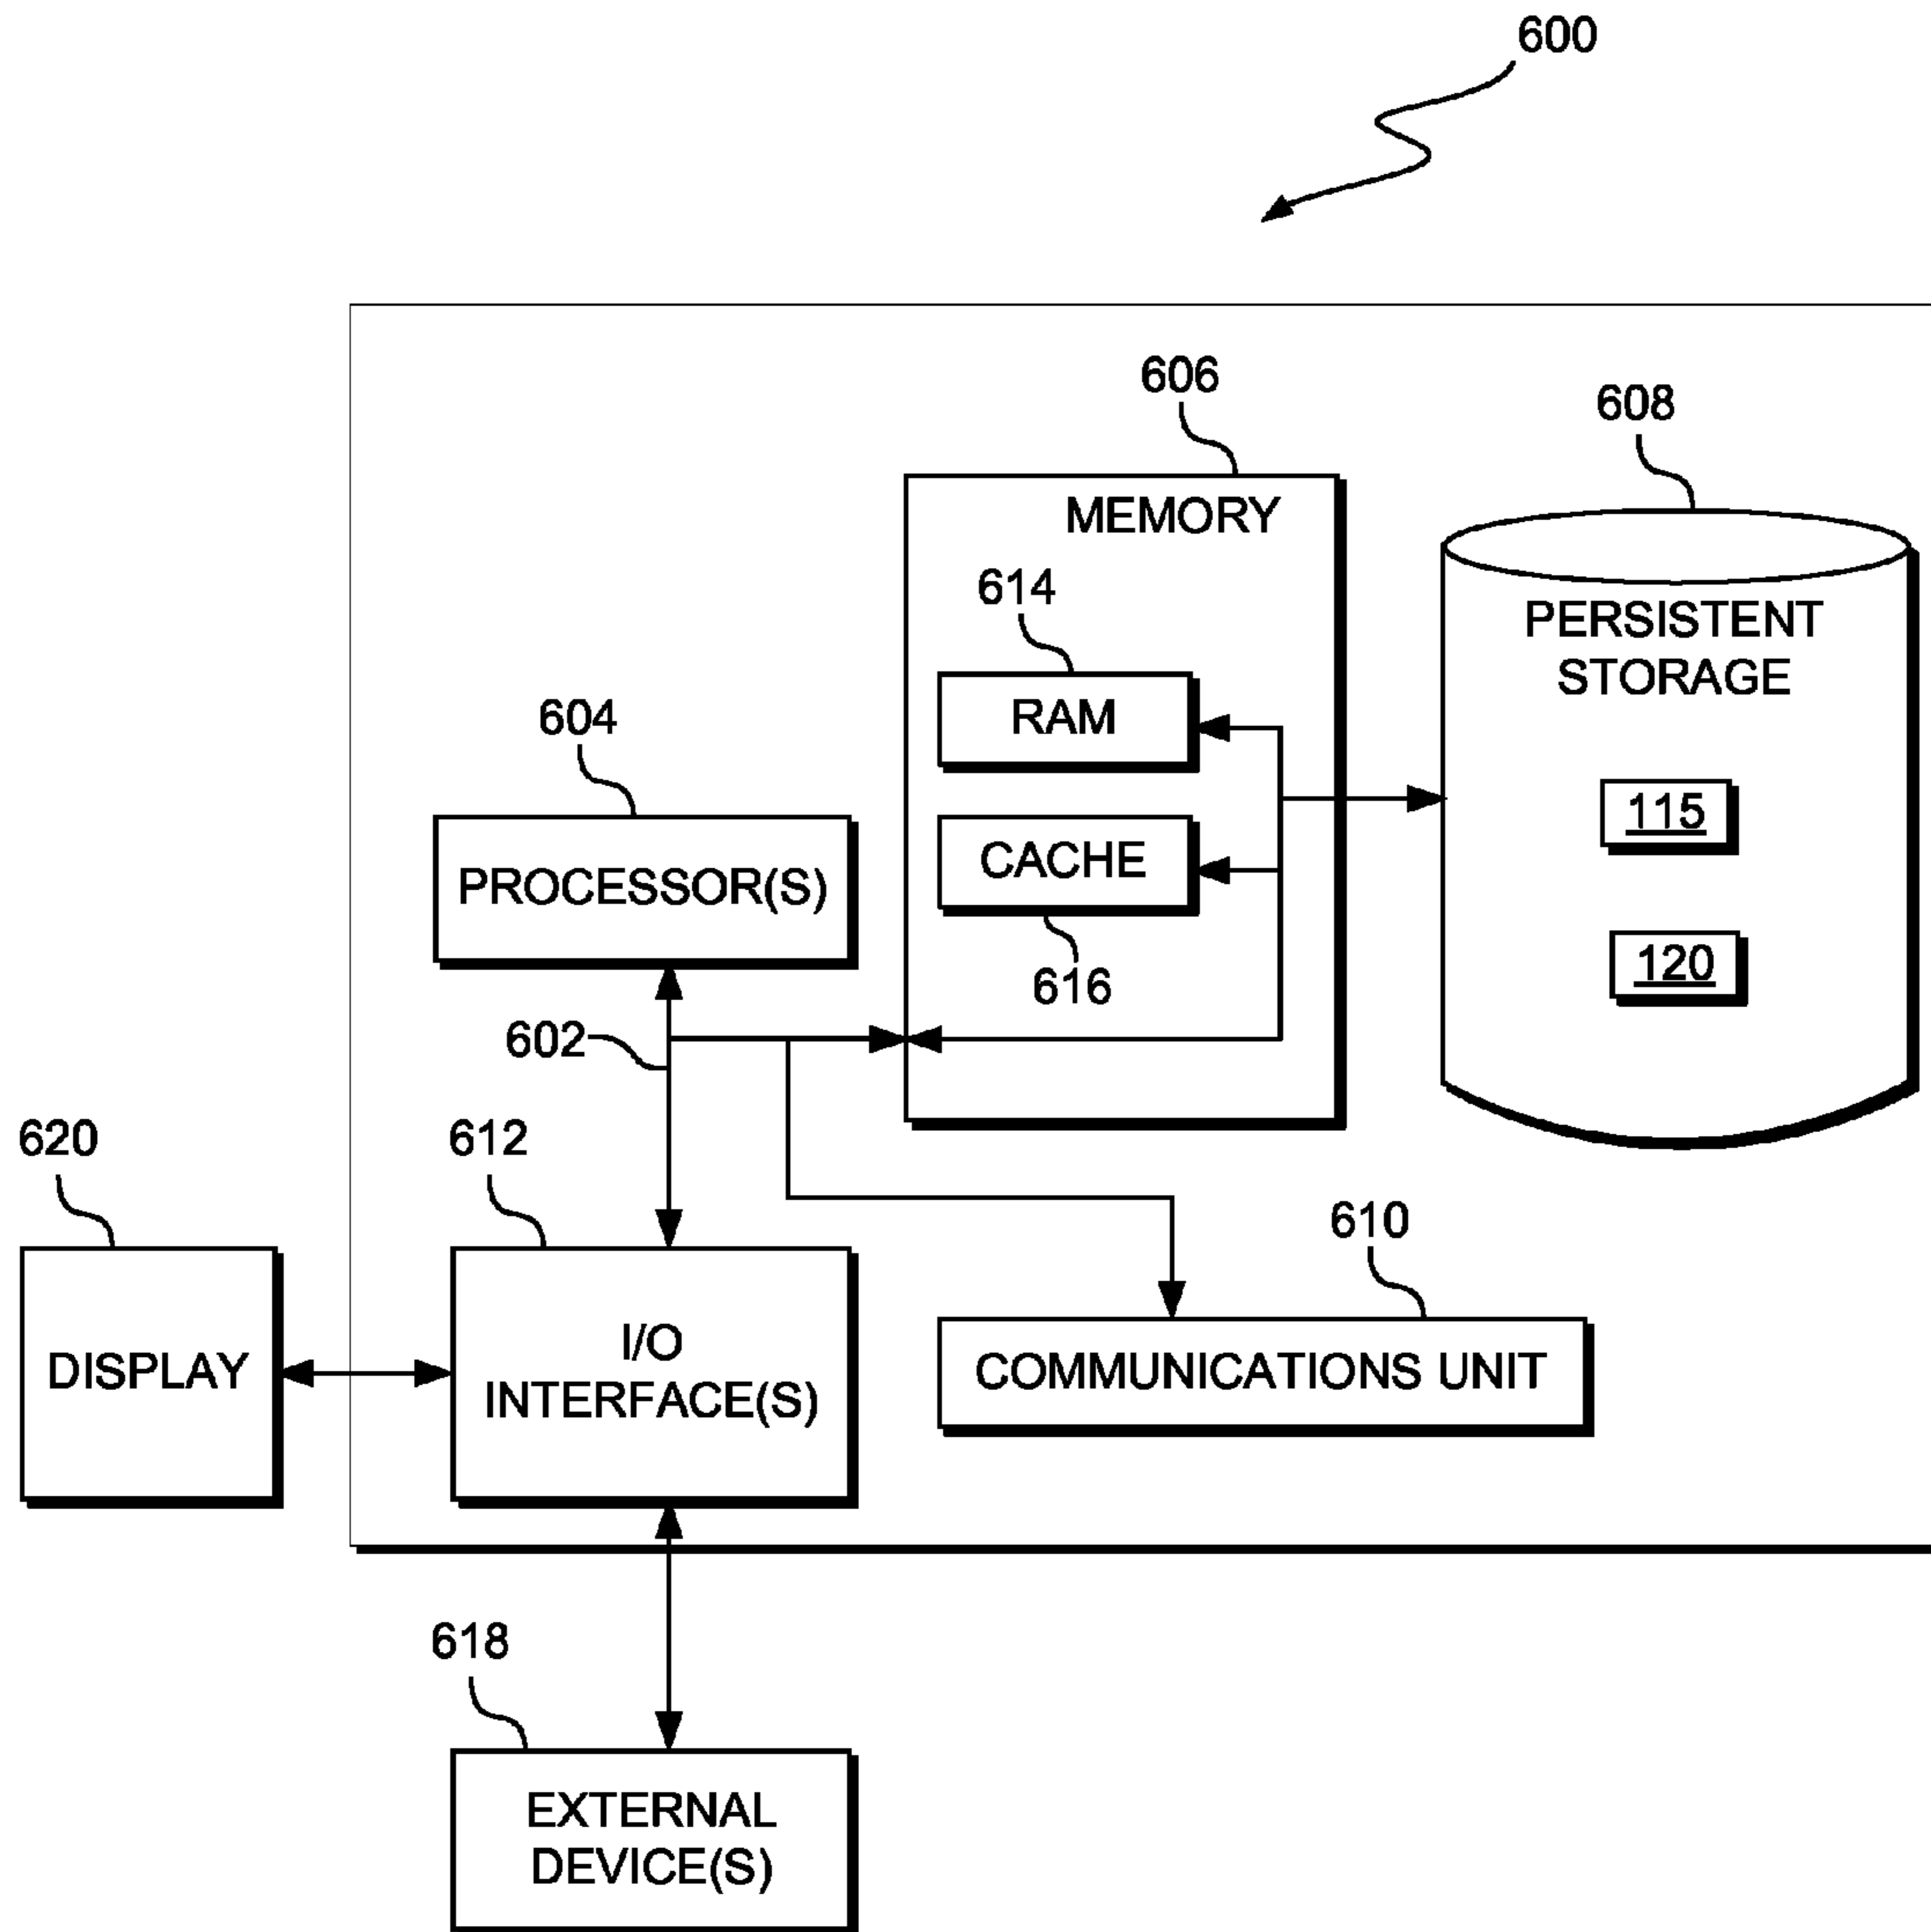 600
606
608
MEMORY
614
PERSISTENT
STORAGE
RAM
604
115
CACHE
PROCESSOR(S)
120
616
602
620
612
610
I/O
INTERFACE(S)
DISPLAY
COMMUNICATIONS UNIT
618
EXTERNAL
DEVICE(S)